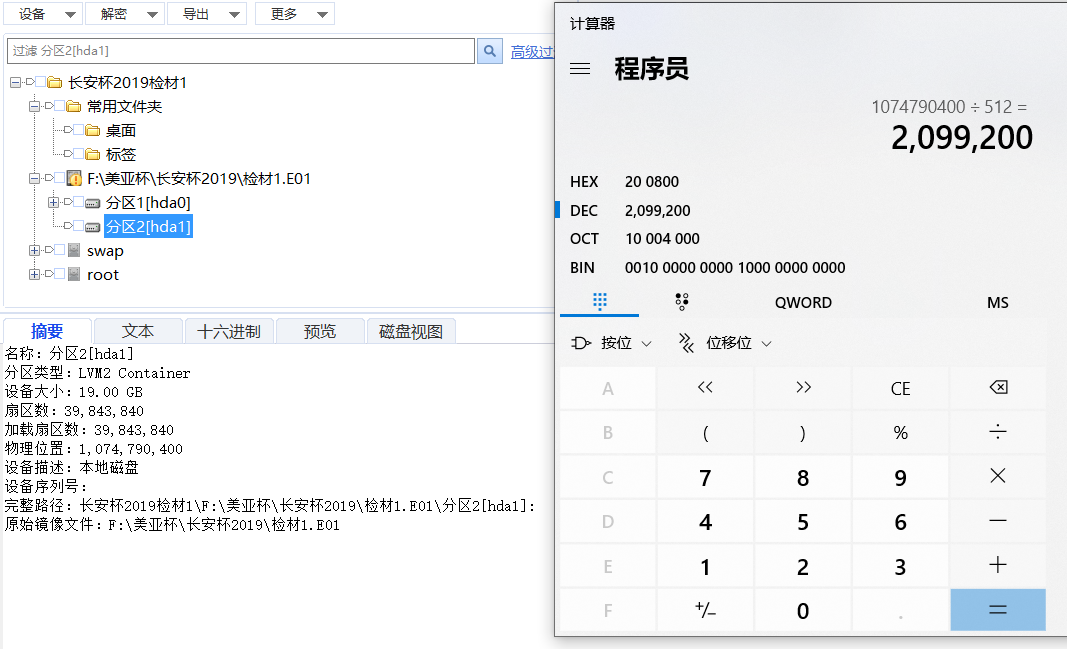 设备 解密 导出 更多
过滤 分区2[hda1]
高级过
长安杯2019检材1
常用文件夹
桌面
标签
F:\美亚杯\长安杯2019\检材1.E01
分区1[hda0]
分区2[hda1]
swap
root
摘要 文本 十六进制 预览 磁盘视图
名称: 分区2[hda1]
分区类型: LVM2 Container
设备大小: 19.00 GB
扇区数: 39,843,840
加载扇区数: 39,843,840
物理位置: 1,074,790,400
设备描述: 本地磁盘
设备序列号:
完整路径: 长安杯2019检材1\F:\美亚杯\长安杯2019\检材1.E01\分区2[hda1]:
原始镜像文件: F:\美亚杯\长安杯2019\检材1.E01
计算器
程序员
1074790400 ÷ 512 =
2,099,200
HEX 20 0800
DEC 2,099,200
OCT 10 004 000
BIN 0010 0000 0000 1000 0000 0000
QWORD MS
按位 位移位
A << >> CE
B ( ) % ÷
C 7 8 9 ×
D 4 5 6 −
E 1 2 3 +
F +/− 0 . =